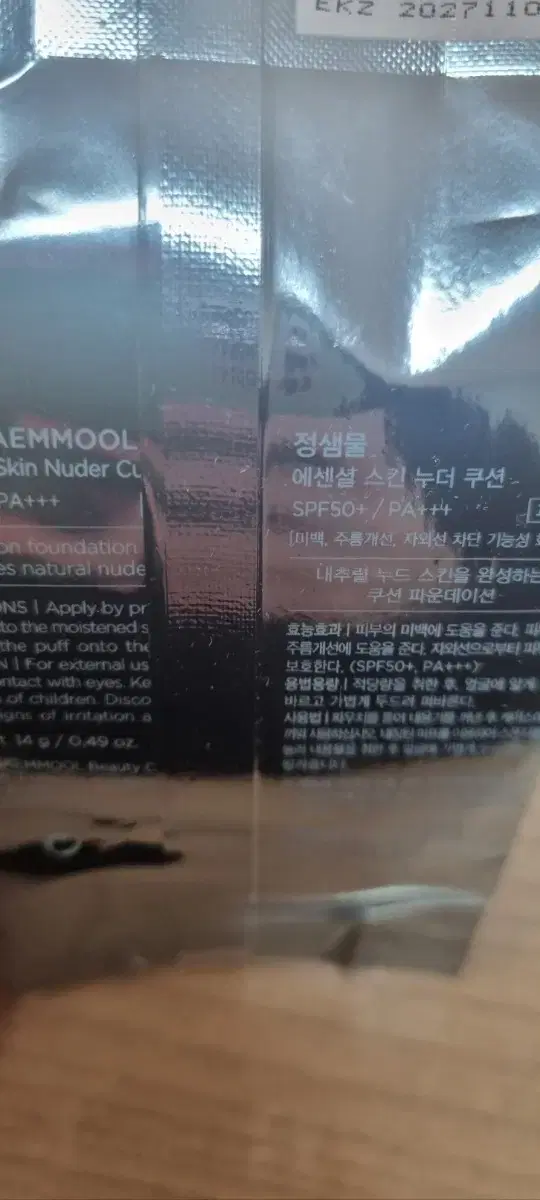 EKZ 2027110
AEMMOOL
Skin Nuder Cu
PA+++
on foundation
es natural nude
ONS | Apply by pr
to the moistened s
the puff onto the
N | For external us
ntact with eyes. Ke
of children. Disco
igns of irritation a
14 g / 0.49 oz.
EMMOOL Beauty C
정샘물
에센셜 스킨 누더 쿠션
SPF50+ / PA+++
[미백, 주름개선, 자외선 차단 기능성 화
내추럴 누드 스킨을 완성하는
쿠션 파운데이션
효능효과 | 피부의 미백에 도움을 준다. 피
주름개선에 도움을 준다. 자외선으로부터 피
보호한다. (SPF50+, PA+++)
용법용량 | 적당량을 취한 후, 얼굴에 얇게
바르고 가볍게 두드려 펴바른다.
사용법 |